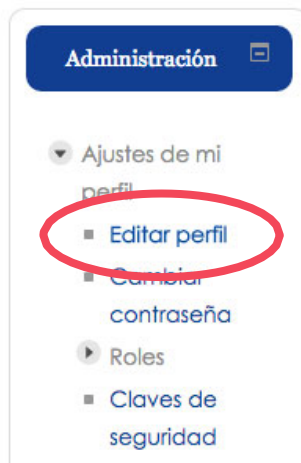 Administración
Ajustes de mi
perfil
Editar perfil
Cambiar
contraseña
Roles
Claves de
seguridad